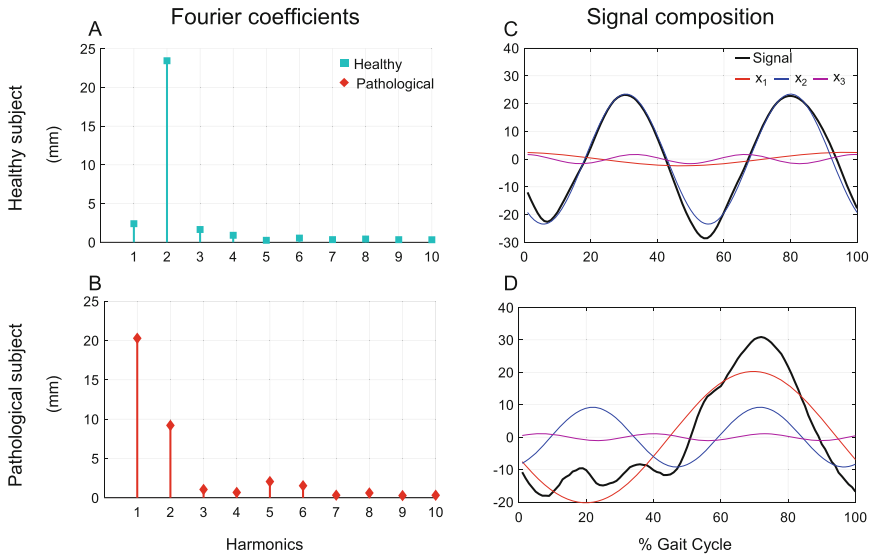 Fourier coefficients
Signal composition
A
Healthy subject
(mm)
25
20
15
10
5
0
Healthy
Pathological
1 2 3 4 5 6 7 8 9 10
C
40
30
20
10
0
-10
-20
-30
Signal
x1 x2 x3
0 20 40 60 80 100
B
Pathological subject
(mm)
25
20
15
10
5
0
1 2 3 4 5 6 7 8 9 10
Harmonics
D
40
30
20
10
0
-10
-20
0 20 40 60 80 100
% Gait Cycle